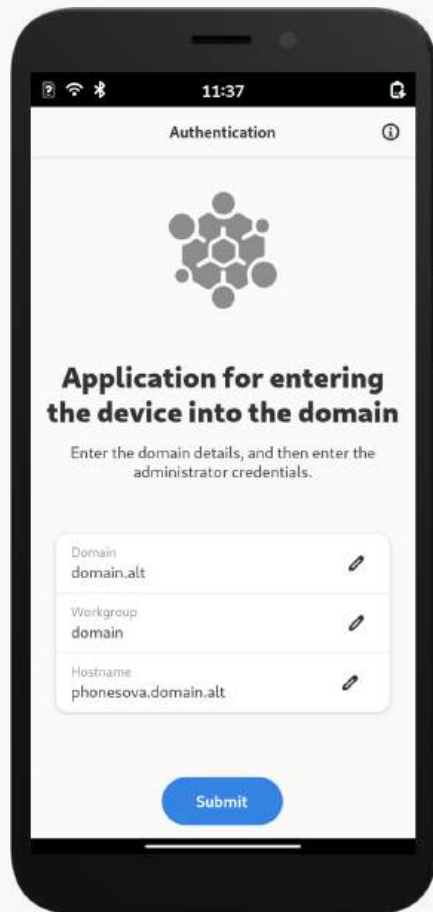 11:37
Authentication
Application for entering
the device into the domain
Enter the domain details, and then enter the
administrator credentials.
Domain
domain.alt
Workgroup
domain
Hostname
phonesova.domain.alt
Submit